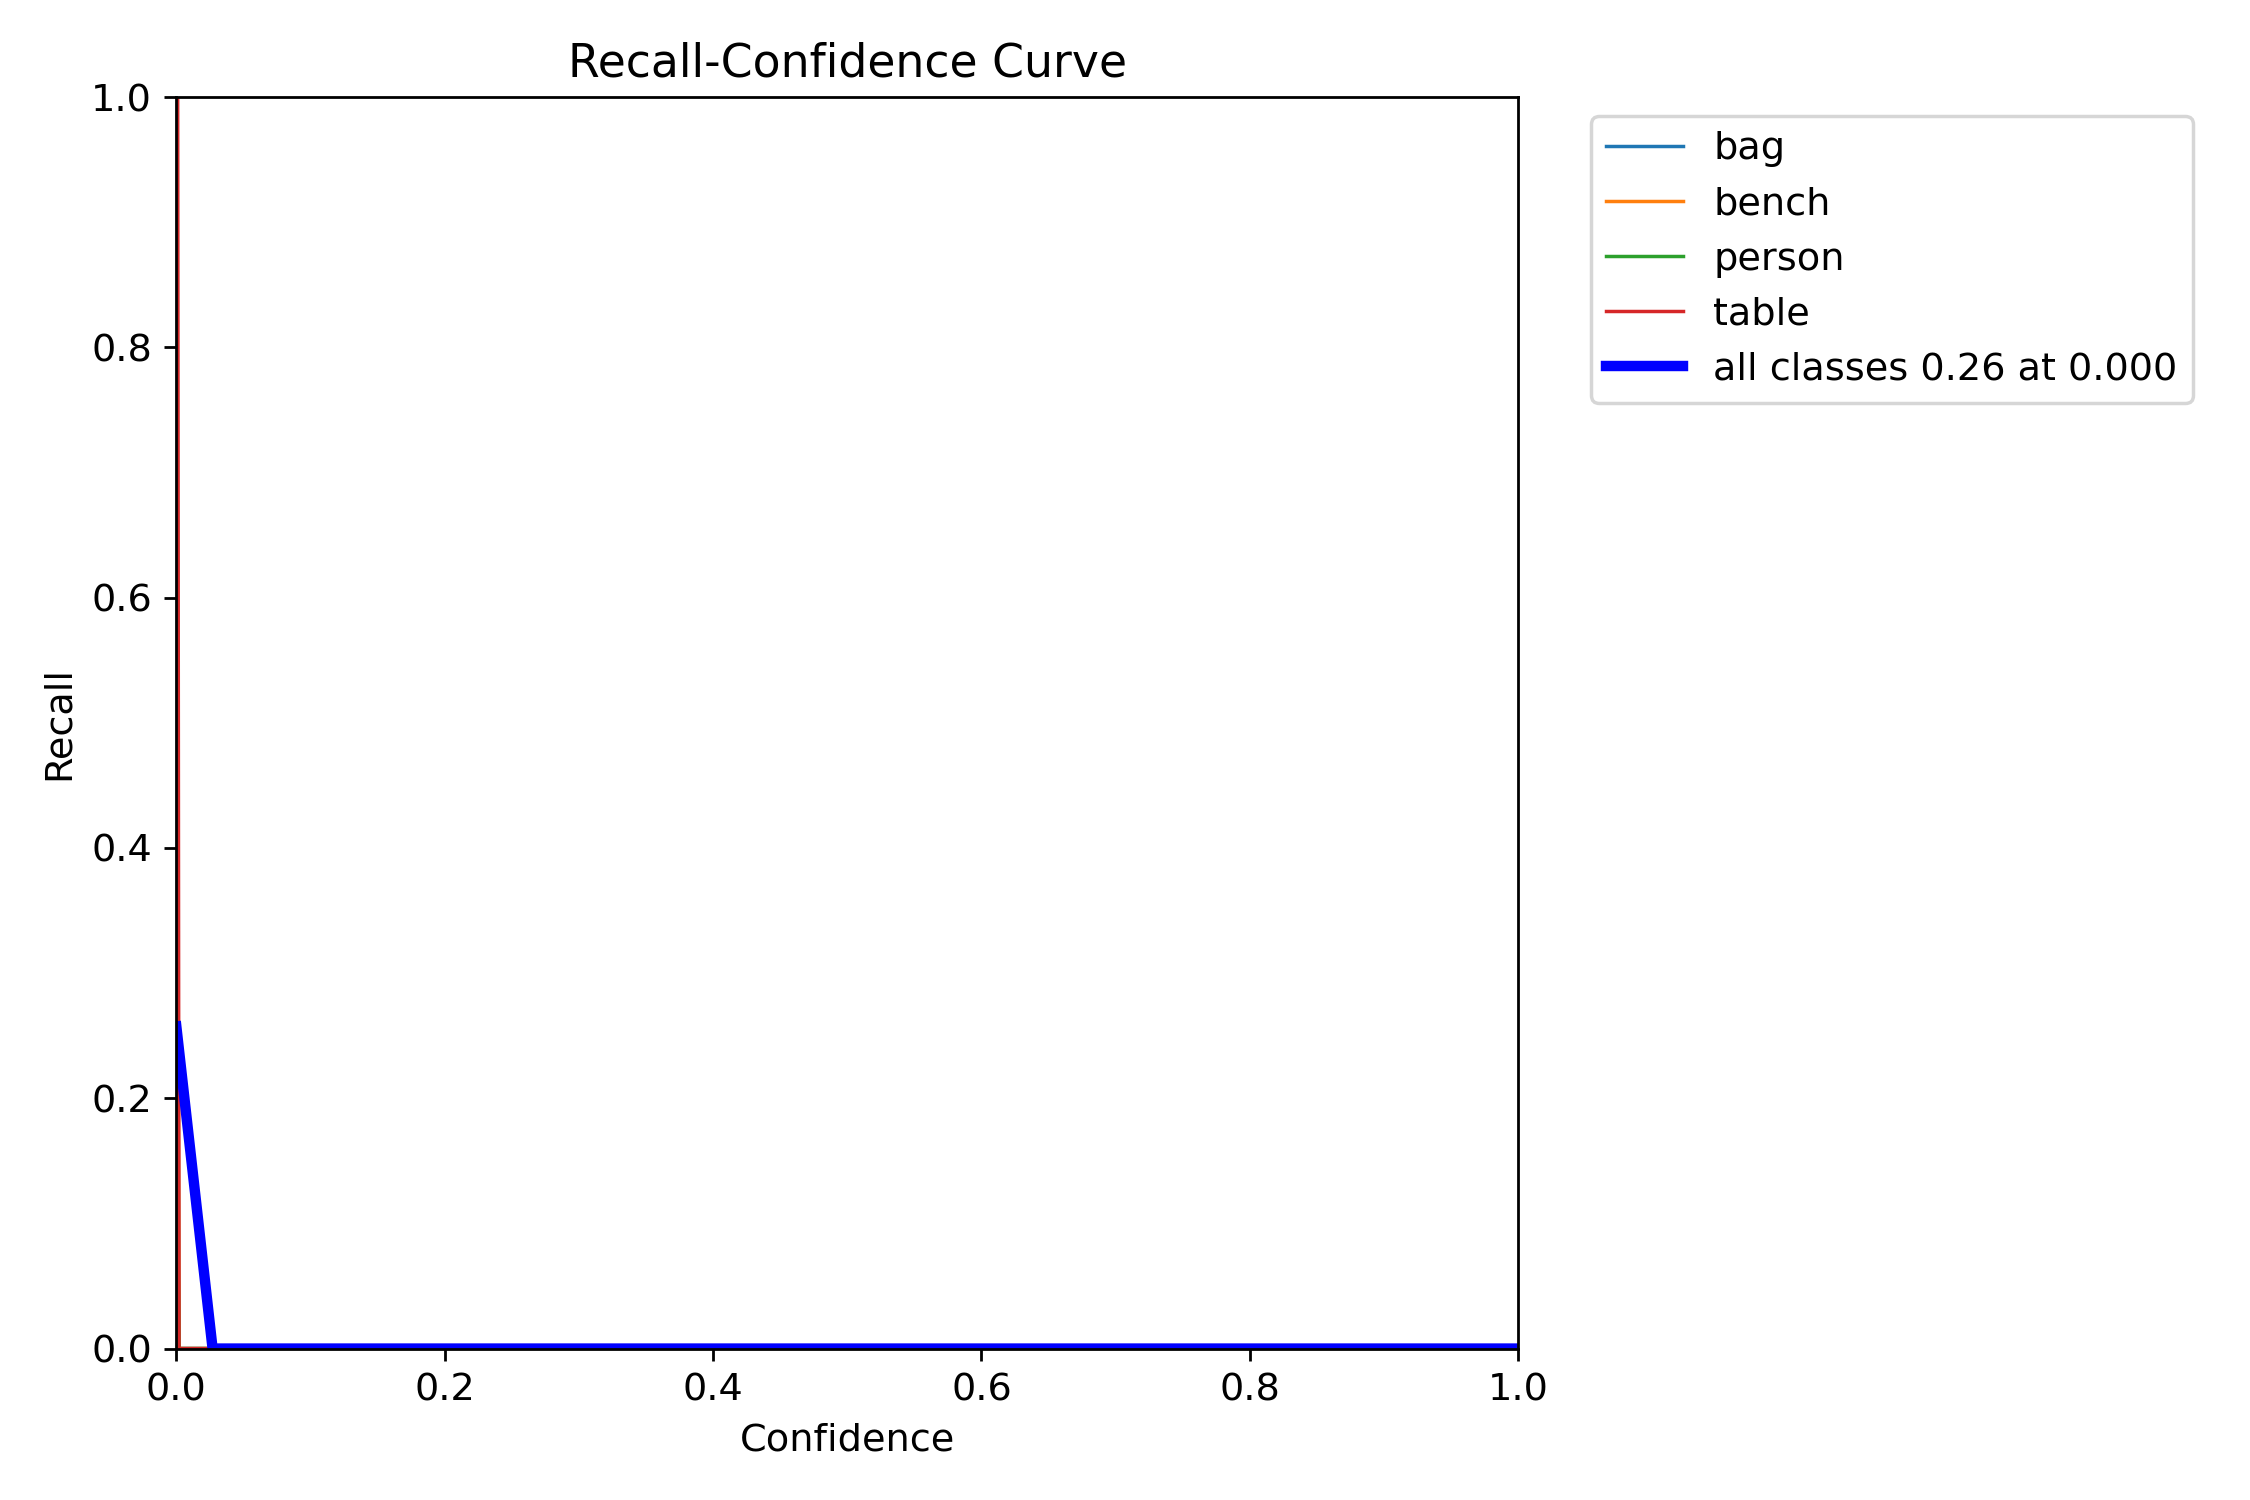 Recall-Confidence Curve
1.0
0.8
0.6
0.4
0.2
0.0
Recall
0.0 0.2 0.4 0.6 0.8 1.0
Confidence
bag
bench
person
table
all classes 0.26 at 0.000